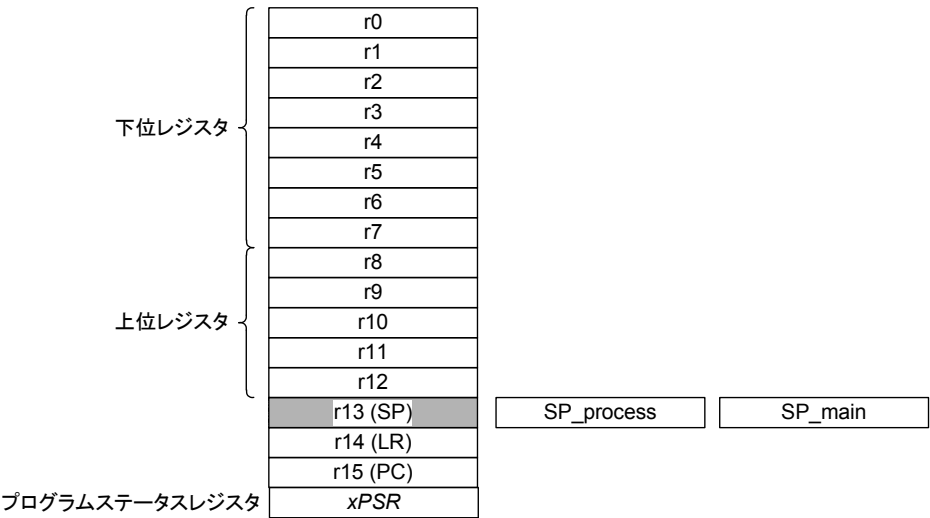 r0
r1
r2
r3
下位レジスタ
r4
r5
r6
r7
r8
r9
上位レジスタ
r10
r11
r12
r13 (SP)
SP_process
SP_main
r14 (LR)
r15 (PC)
プログラムステータスレジスタ
xPSR